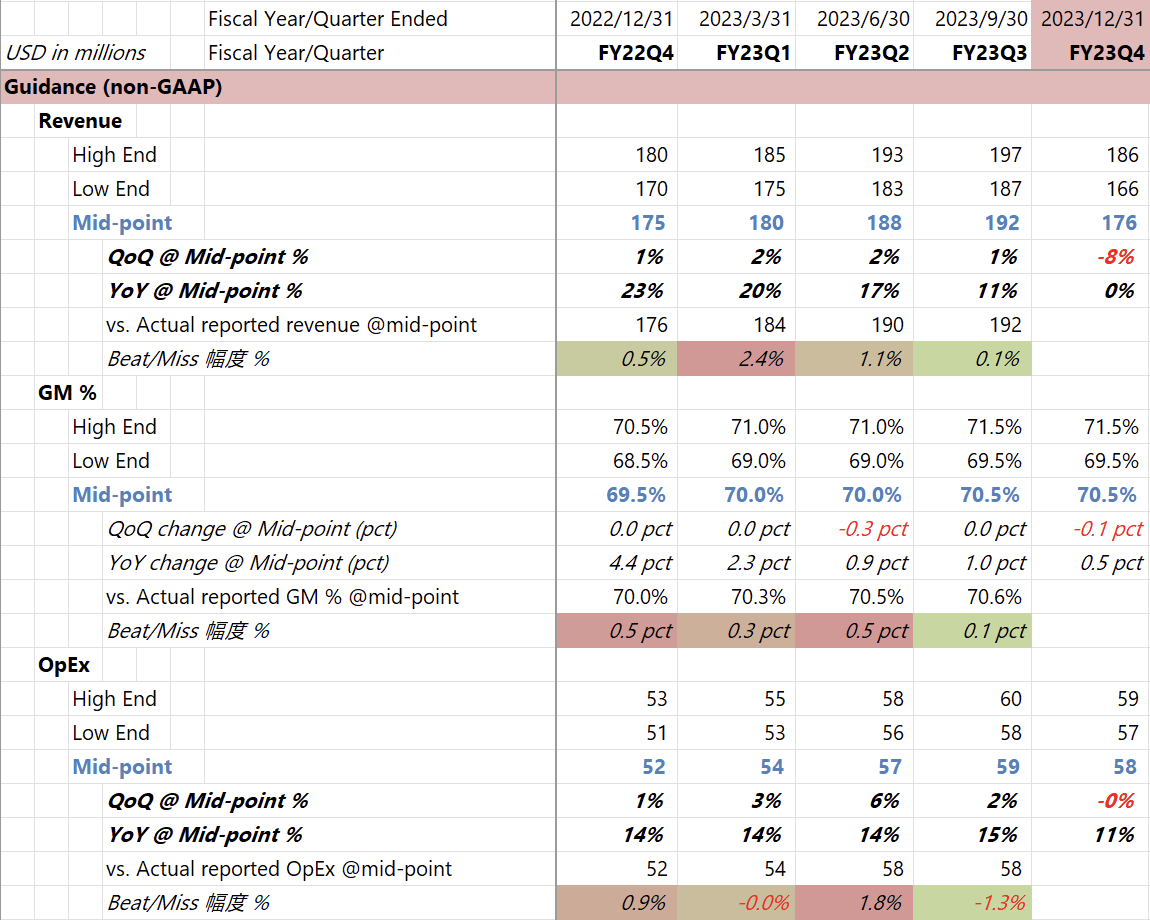 Fiscal Year/Quarter Ended 2022/12/31 2023/3/31 2023/6/30 2023/9/30 2023/12/31
USD in millions Fiscal Year/Quarter FY22Q4 FY23Q1 FY23Q2 FY23Q3 FY23Q4
Guidance (non-GAAP)
Revenue
High End 180 185 193 197 186
Low End 170 175 183 187 166
Mid-point 175 180 188 192 176
QoQ @ Mid-point % 1% 2% 2% 1% -8%
YoY @ Mid-point % 23% 20% 17% 11% 0%
vs. Actual reported revenue @mid-point 176 184 190 192
Beat/Miss 幅度 % 0.5% 2.4% 1.1% 0.1%
GM %
High End 70.5% 71.0% 71.0% 71.5% 71.5%
Low End 68.5% 69.0% 69.0% 69.5% 69.5%
Mid-point 69.5% 70.0% 70.0% 70.5% 70.5%
QoQ change @ Mid-point (pct) 0.0 pct 0.0 pct -0.3 pct 0.0 pct -0.1 pct
YoY change @ Mid-point (pct) 4.4 pct 2.3 pct 0.9 pct 1.0 pct 0.5 pct
vs. Actual reported GM % @mid-point 70.0% 70.3% 70.5% 70.6%
Beat/Miss 幅度 % 0.5 pct 0.3 pct 0.5 pct 0.1 pct
OpEx
High End 53 55 58 60 59
Low End 51 53 56 58 57
Mid-point 52 54 57 59 58
QoQ @ Mid-point % 1% 3% 6% 2% -0%
YoY @ Mid-point % 14% 14% 14% 15% 11%
vs. Actual reported OpEx @mid-point 52 54 58 58
Beat/Miss 幅度 % 0.9% -0.0% 1.8% -1.3%